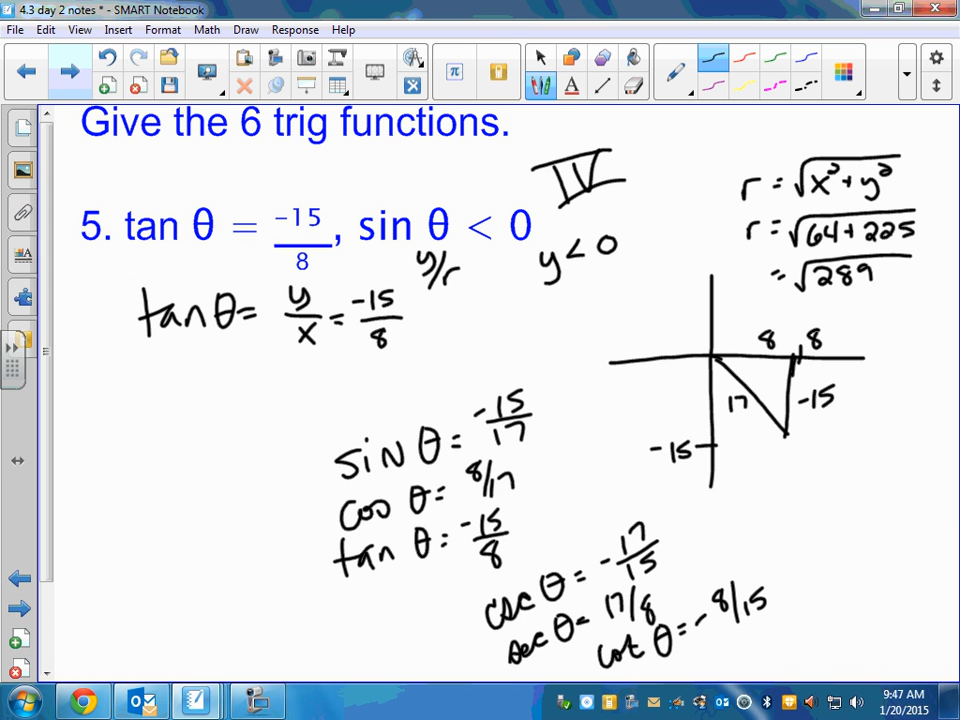 4.3 day 2 notes * - SMART Notebook
File Edit View Insert Format Math Draw Response Help
Give the 6 trig functions.
5. tan θ = -15/8, sin θ < 0
IV
y/r
y < 0
tan θ = y/x = -15/8
r = √x² + y²
r = √64 + 225
= √289
8 8
17 -15
-15
sin θ = -15/17
cos θ = 8/17
tan θ = -15/8
csc θ = -17/15
sec θ = 17/8
cot θ = -8/15
9:47 AM
1/20/2015